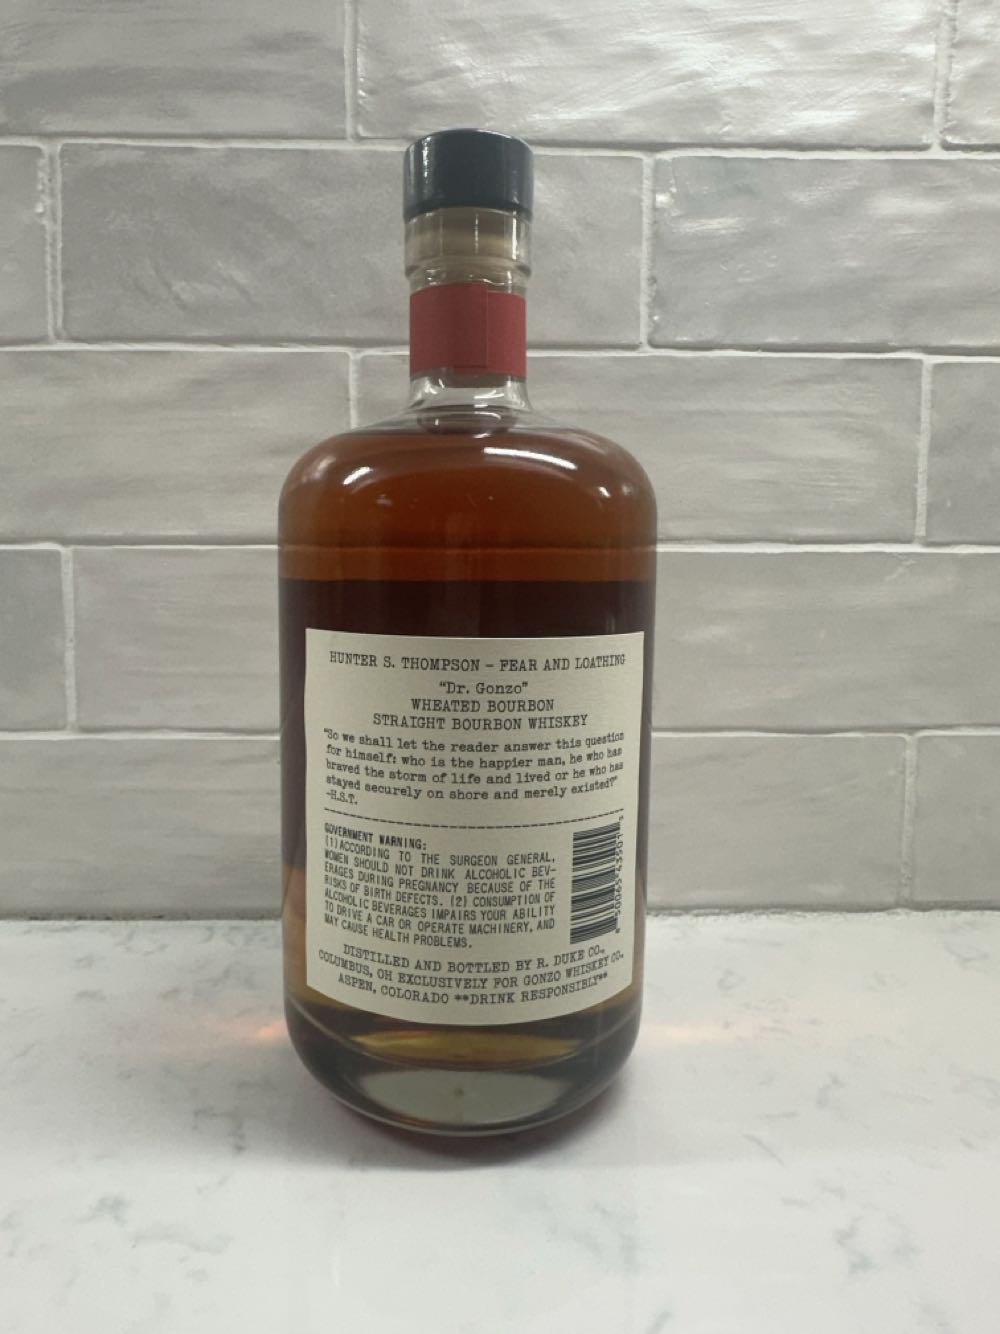 HUNTER S. THOMPSON – FEAR AND LOATHING
"Dr. Gonzo"
WHEATED BOURBON
STRAIGHT BOURBON WHISKEY
"So we shall let the reader answer this question
for himself: who is the happier man, he who has
braved the storm of life and lived or he who has
stayed securely on shore and merely existed?"
-H.S.T.
GOVERNMENT WARNING:
(1) ACCORDING TO THE SURGEON GENERAL,
WOMEN SHOULD NOT DRINK ALCOHOLIC BEV-
ERAGES DURING PREGNANCY BECAUSE OF THE
RISKS OF BIRTH DEFECTS. (2) CONSUMPTION OF
ALCOHOLIC BEVERAGES IMPAIRS YOUR ABILITY
TO DRIVE A CAR OR OPERATE MACHINERY, AND
MAY CAUSE HEALTH PROBLEMS.
DISTILLED AND BOTTLED BY R. DUKE CO.,
COLUMBUS, OH EXCLUSIVELY FOR GONZO WHISKEY CO.
ASPEN, COLORADO **DRINK RESPONSIBLY**